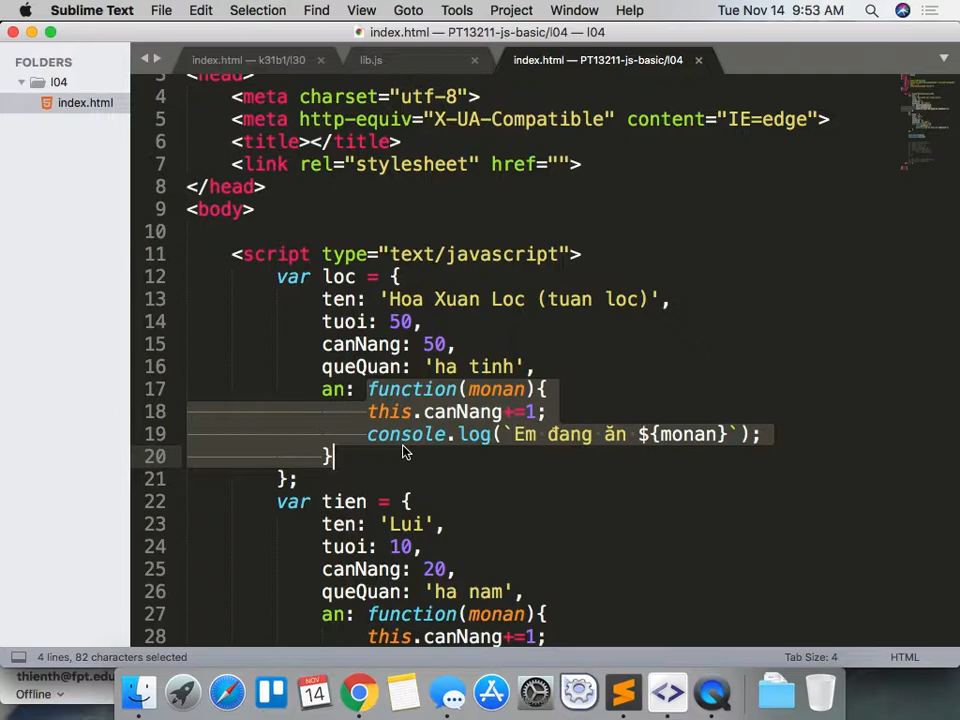 Sublime Text File Edit Selection Find View Goto Tools Project Window Help Tue Nov 14 9:53 AM
index.html — PT13211-js-basic/l04 — l04
FOLDERS
l04
index.html
index.html — k31b1/l30 × lib.js × index.html — PT13211-js-basic/l04 ×
3 <head>
4 <meta charset="utf-8">
5 <meta http-equiv="X-UA-Compatible" content="IE=edge">
6 <title></title>
7 <link rel="stylesheet" href="">
8 </head>
9 <body>
10
11 <script type="text/javascript">
12 var loc = {
13 ten: 'Hoa Xuan Loc (tuan loc)',
14 tuoi: 50,
15 canNang: 50,
16 queQuan: 'ha tinh',
17 an: function(monan){
18 this.canNang+=1;
19 console.log(`Em đang ăn ${monan}`);
20 }
21 };
22 var tien = {
23 ten: 'Lui',
24 tuoi: 10,
25 canNang: 20,
26 queQuan: 'ha nam',
27 an: function(monan){
28 this.canNang+=1;
4 lines, 82 characters selected Tab Size: 4 HTML
thienth@fpt.edu
Offline
NOV
14